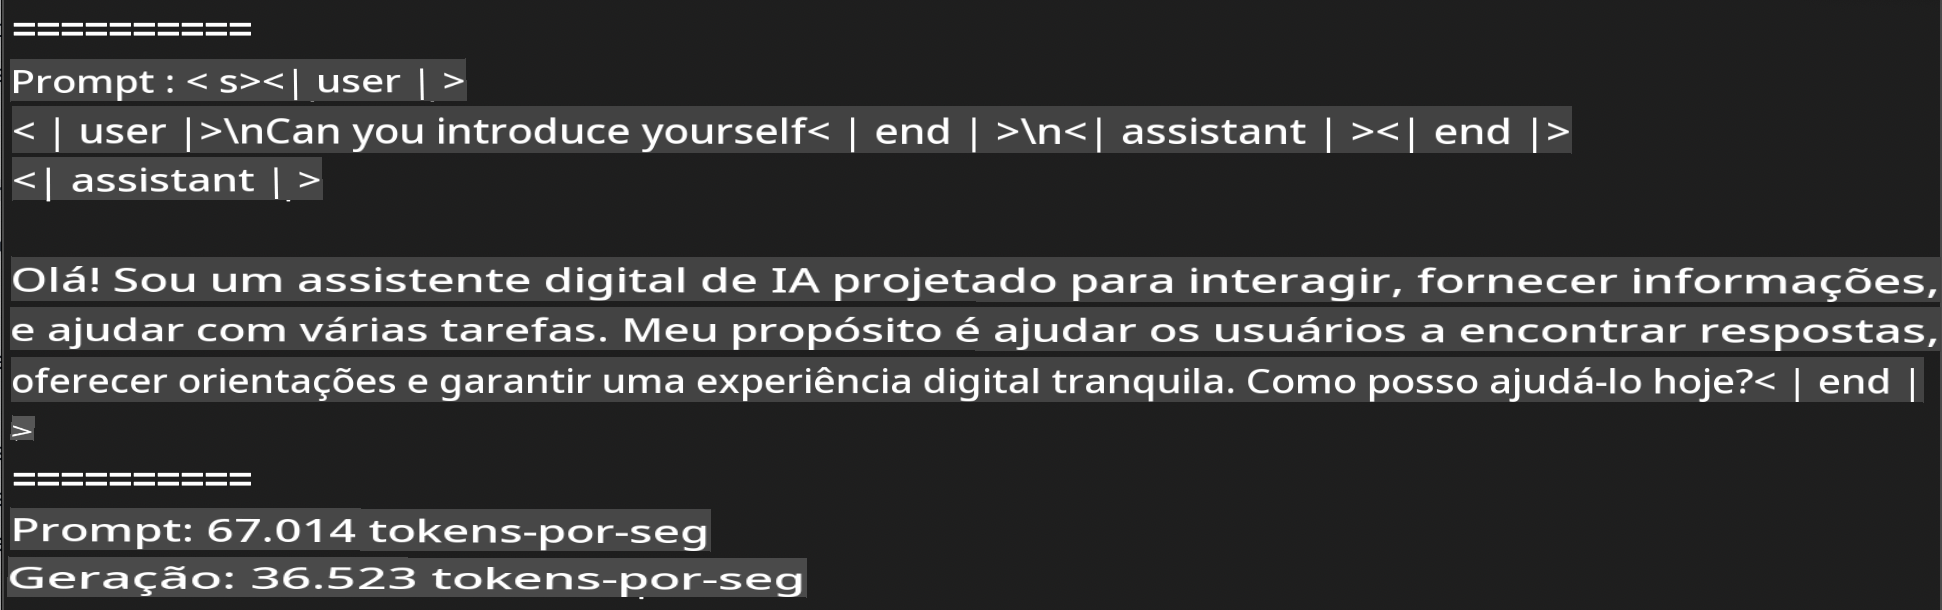 ==========
Prompt : < s><| user | >
< | user |>\nCan you introduce yourself< | end | >\n<| assistant | ><| end |>
<| assistant | >
Olá! Sou um assistente digital de IA projetado para interagir, fornecer informações,
e ajudar com várias tarefas. Meu propósito é ajudar os usuários a encontrar respostas,
oferecer orientações e garantir uma experiência digital tranquila. Como posso ajudá-lo hoje?< | end |
>
==========
Prompt: 67.014 tokens-por-seg
Geração: 36.523 tokens-por-seg